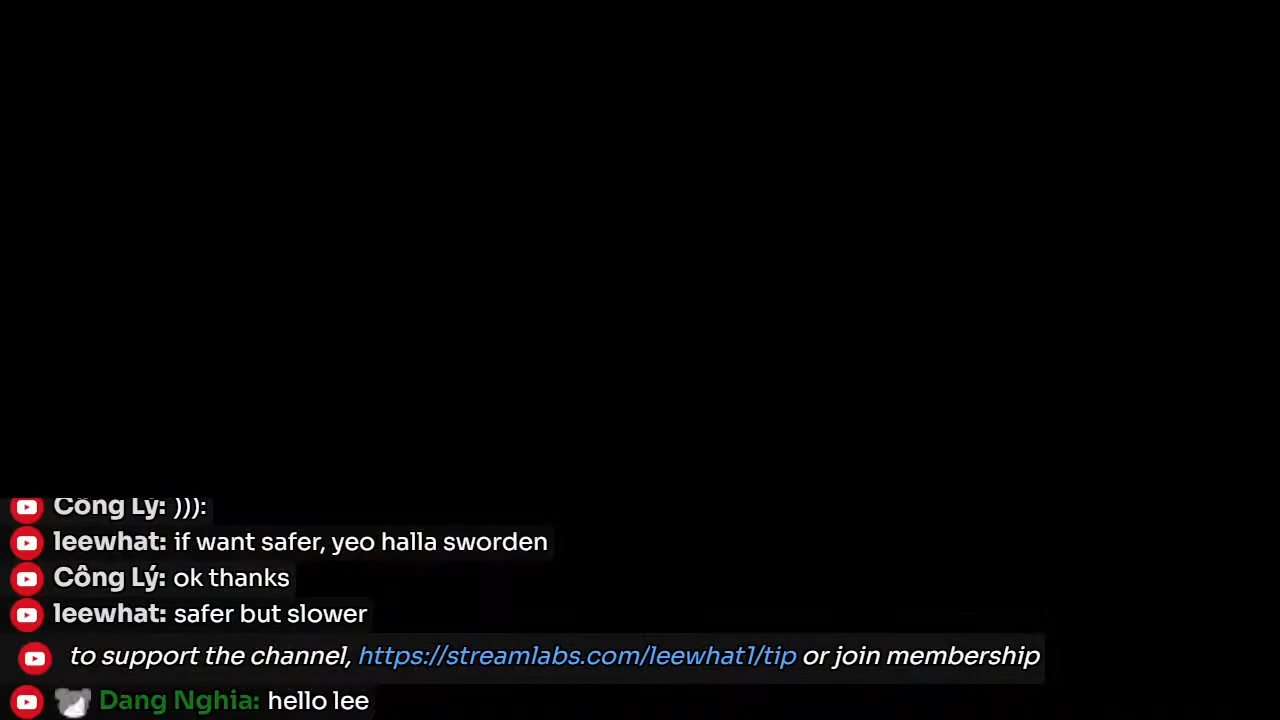 Công Lý: ))):
leewhat: if want safer, yeo halla sworden
Công Lý: ok thanks
leewhat: safer but slower
to support the channel, https://streamlabs.com/leewhat1/tip or join membership
Dang Nghia: hello lee